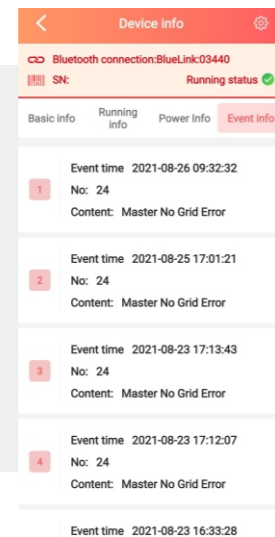 Device info
Bluetooth connection:BlueLink:03440
SN: Running status
Basic info Running info Power Info Event info
1
Event time 2021-08-26 09:32:32
No: 24
Content: Master No Grid Error
2
Event time 2021-08-25 17:01:21
No: 24
Content: Master No Grid Error
3
Event time 2021-08-23 17:13:43
No: 24
Content: Master No Grid Error
4
Event time 2021-08-23 17:12:07
No: 24
Content: Master No Grid Error
Event time 2021-08-23 16:33:28